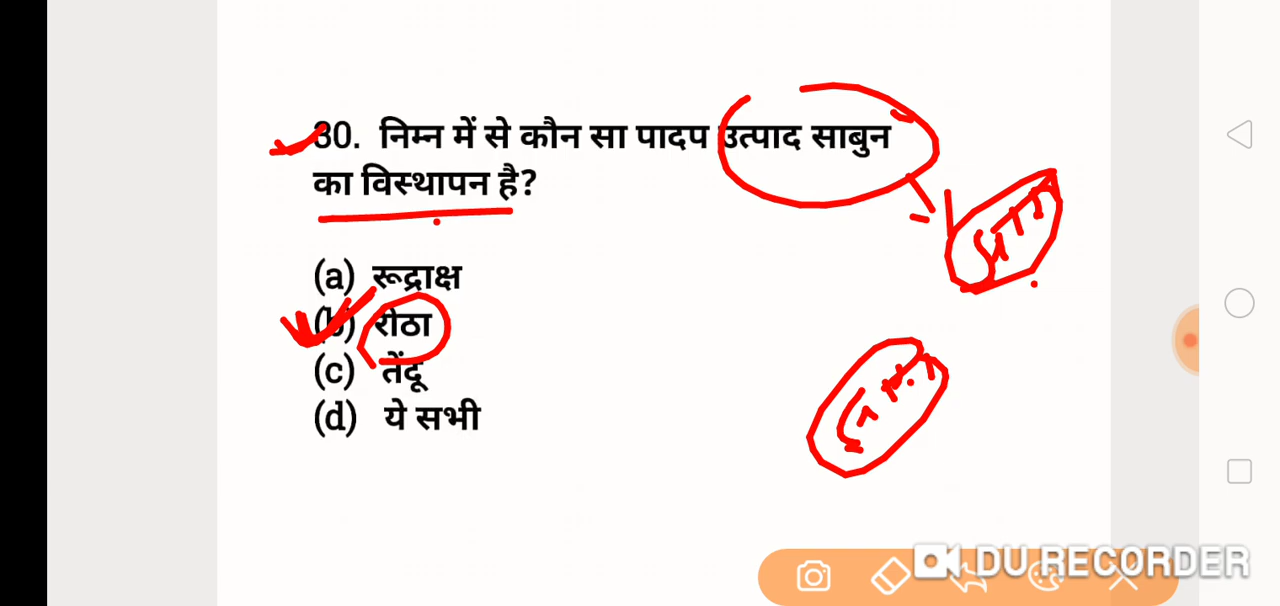 30. निम्न में से कौन सा पादप उत्पाद साबुन
का विस्थापन है?
(a) रूद्राक्ष
(b) रीठा
(c) तेंदू
(d) ये सभी
DU RECORDER